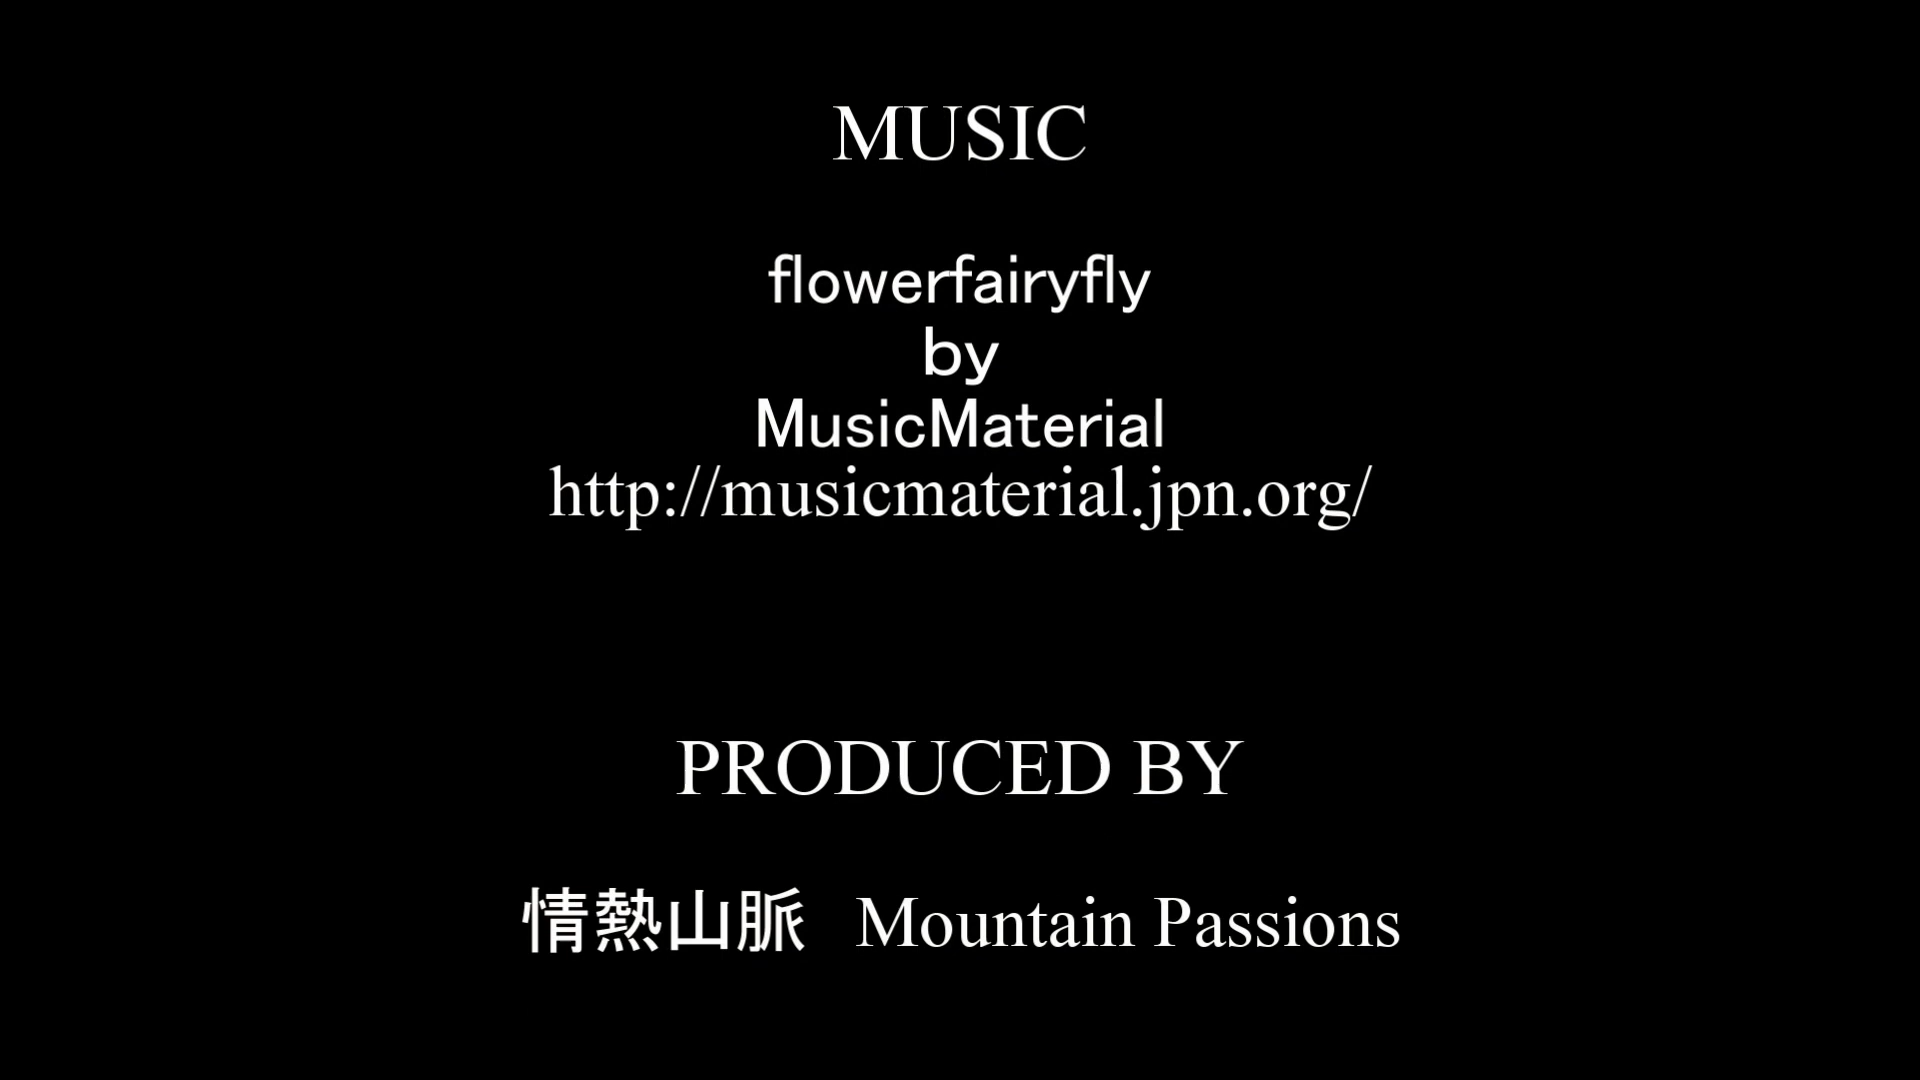 MUSIC
flowerfairyfly
by
MusicMaterial
http://musicmaterial.jpn.org/
PRODUCED BY
情熱山脈 Mountain Passions